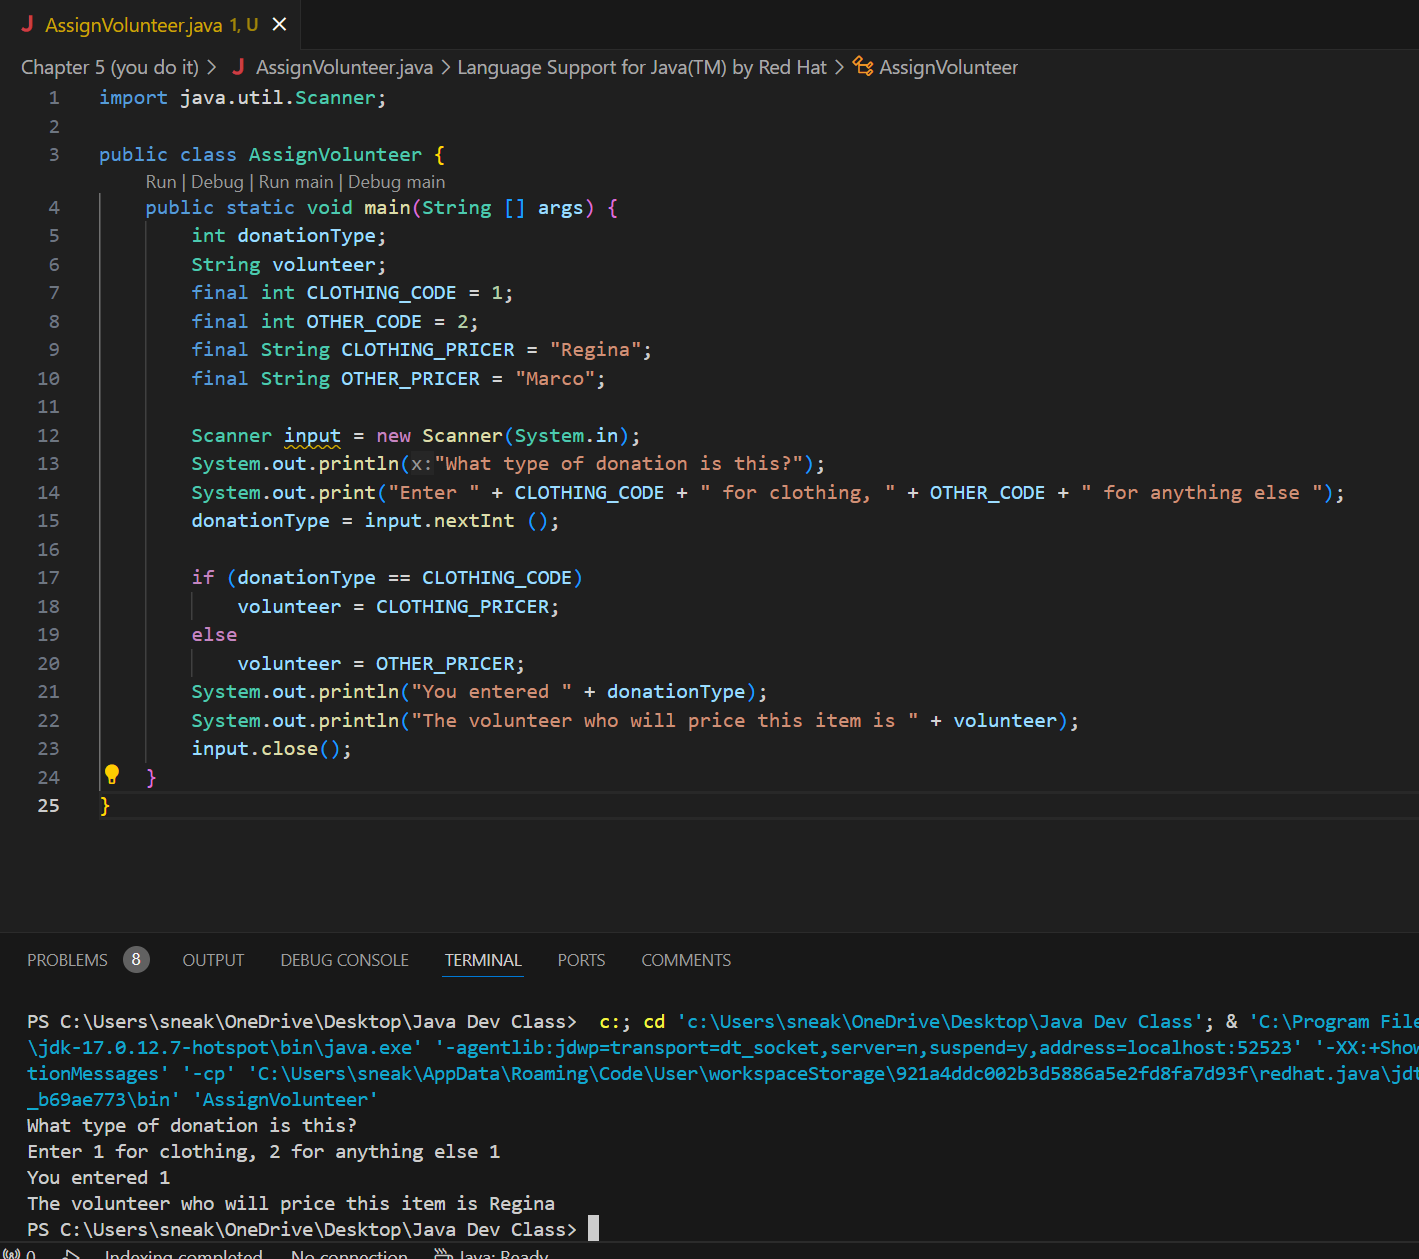 J AssignVolunteer.java 1, U ×
Chapter 5 (you do it) > J AssignVolunteer.java > Language Support for Java(TM) by Red Hat > AssignVolunteer
1 import java.util.Scanner;
2
3 public class AssignVolunteer {
Run | Debug | Run main | Debug main
4 public static void main(String [] args) {
5 int donationType;
6 String volunteer;
7 final int CLOTHING_CODE = 1;
8 final int OTHER_CODE = 2;
9 final String CLOTHING_PRICER = "Regina";
10 final String OTHER_PRICER = "Marco";
11
12 Scanner input = new Scanner(System.in);
13 System.out.println(x:"What type of donation is this?");
14 System.out.print("Enter " + CLOTHING_CODE + " for clothing, " + OTHER_CODE + " for anything else ");
15 donationType = input.nextInt ();
16
17 if (donationType == CLOTHING_CODE)
18 volunteer = CLOTHING_PRICER;
19 else
20 volunteer = OTHER_PRICER;
21 System.out.println("You entered " + donationType);
22 System.out.println("The volunteer who will price this item is " + volunteer);
23 input.close();
24 }
25 }
PROBLEMS 8 OUTPUT DEBUG CONSOLE TERMINAL PORTS COMMENTS
PS C:\Users\sneak\OneDrive\Desktop\Java Dev Class> c:; cd 'c:\Users\sneak\OneDrive\Desktop\Java Dev Class'; & 'C:\Program File
\jdk-17.0.12.7-hotspot\bin\java.exe' '-agentlib:jdwp=transport=dt_socket,server=n,suspend=y,address=localhost:52523' '-XX:+Show
tionMessages' '-cp' 'C:\Users\sneak\AppData\Roaming\Code\User\workspaceStorage\921a4ddc002b3d5886a5e2fd8fa7d93f\redhat.java\jdt
_b69ae773\bin' 'AssignVolunteer'
What type of donation is this?
Enter 1 for clothing, 2 for anything else 1
You entered 1
The volunteer who will price this item is Regina
PS C:\Users\sneak\OneDrive\Desktop\Java Dev Class>
0 Indexing completed No connection Java: Ready